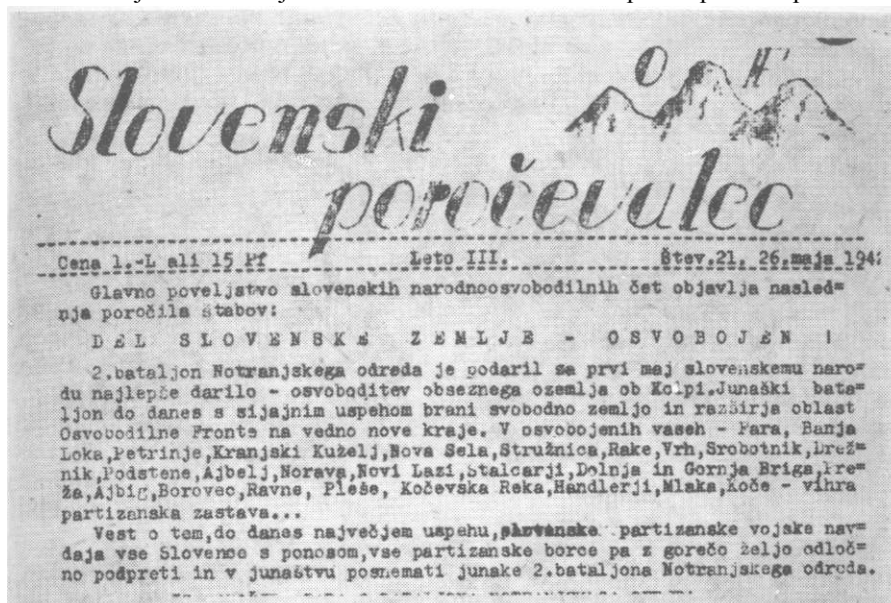 O F
Slovenski
poročevalec
Cena 1.-L ali 15 Pf Leto III. Štev.21. 26.maja 194
Glavno poveljstvo slovenskih narodnoosvobodilnih čet objavlja nasled=
nja poročila štabov:
DEL SLOVENSKE ZEMLJE - OSVOBOJEN !
2.bataljon Notranjskega odreda je podaril za prvi maj slovenskemu naro=
du najlepše darilo - osvoboditev obsežnega ozemlja ob Kolpi.Junaški bata=
ljon do danes s sijajnim uspehom brani svobodno zemljo in razširja oblast
Osvobodilne Fronte na vedno nove kraje. V osvobojenih vaseh - Fara, Banja
Loka,Petrinje,Kranjski Kuželj,Nova Sela,Stružnica,Rake,Vrh,Srobotnik,Drež=
nik,Podstene,Ajbelj,Morava,Novi Lazi,Štalcarji,Dolnja in Gornja Briga,Pre=
ža,Ajbig,Borovec,Ravne, Pleše, Kočevska Reka,Handlerji,Mlaka,Koče - vihra
partizanska zastava...
Vest o tem,do danes največjem uspehu,slovenske partizanske vojske nav=
daja vse Slovence s ponosom,vse partizanske borce pa z gorečo željo odloč=
no podpreti in v junaštvu posnemati junake 2.bataljona Notranjskega odreda.